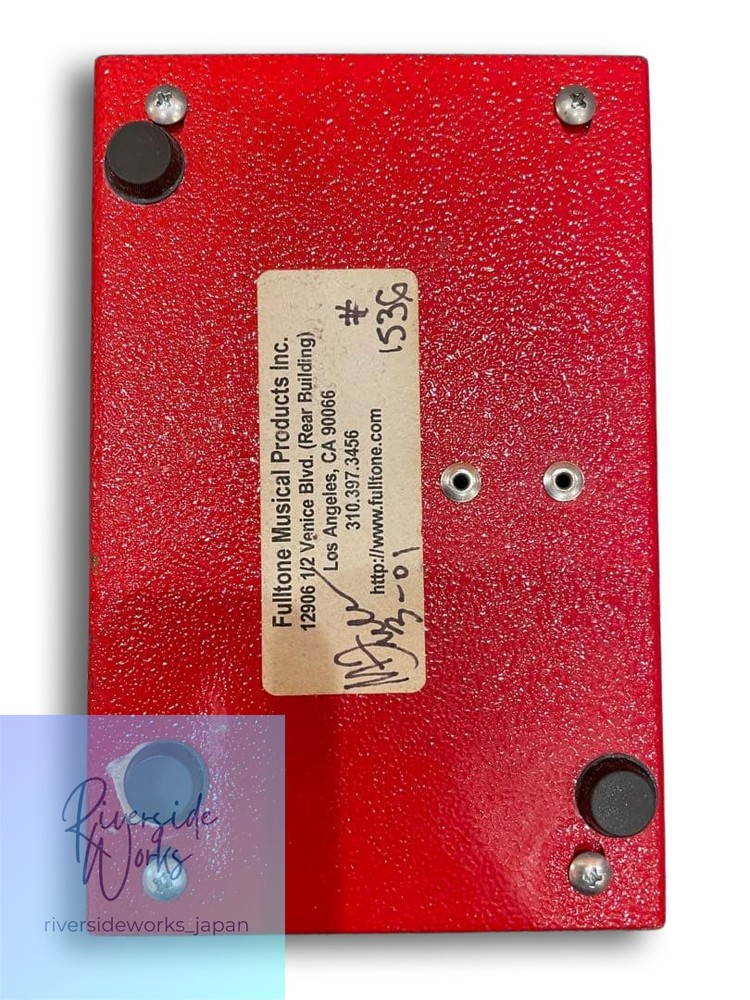 Fulltone Musical Products Inc.
12906 1/2 Venice Blvd. (Rear Building)
Los Angeles, CA 90066
310.397.3456
http://www.fulltone.com
#
1536
Riverside
Works
riversideworks_japan